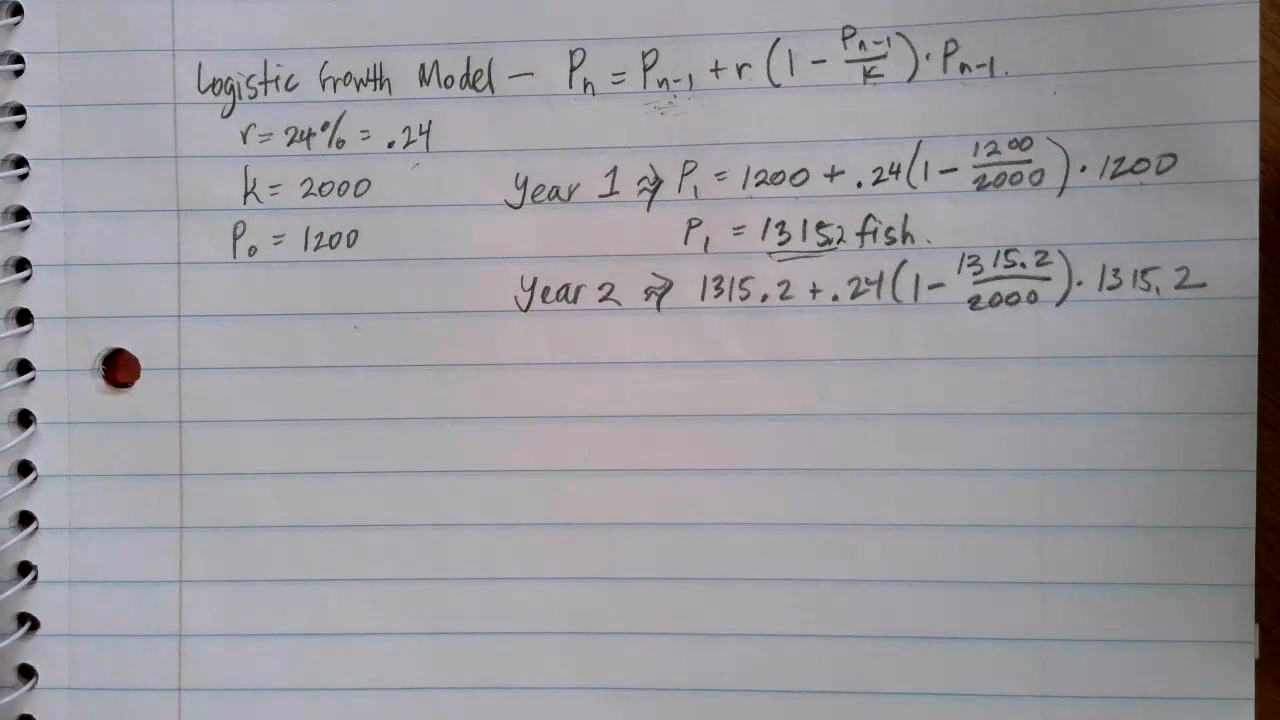 Logistic Growth Model – Pₙ = Pₙ₋₁ + r (1 - Pₙ₋₁/K) · Pₙ₋₁.
r = 24% = .24
k = 2000
Year 1 ⇒ P₁ = 1200 + .24(1 - 1200/2000) · 1200
P₀ = 1200
P₁ = 1315.2 fish.
Year 2 ⇒ 1315.2 + .24(1 - 1315.2/2000) · 1315.2